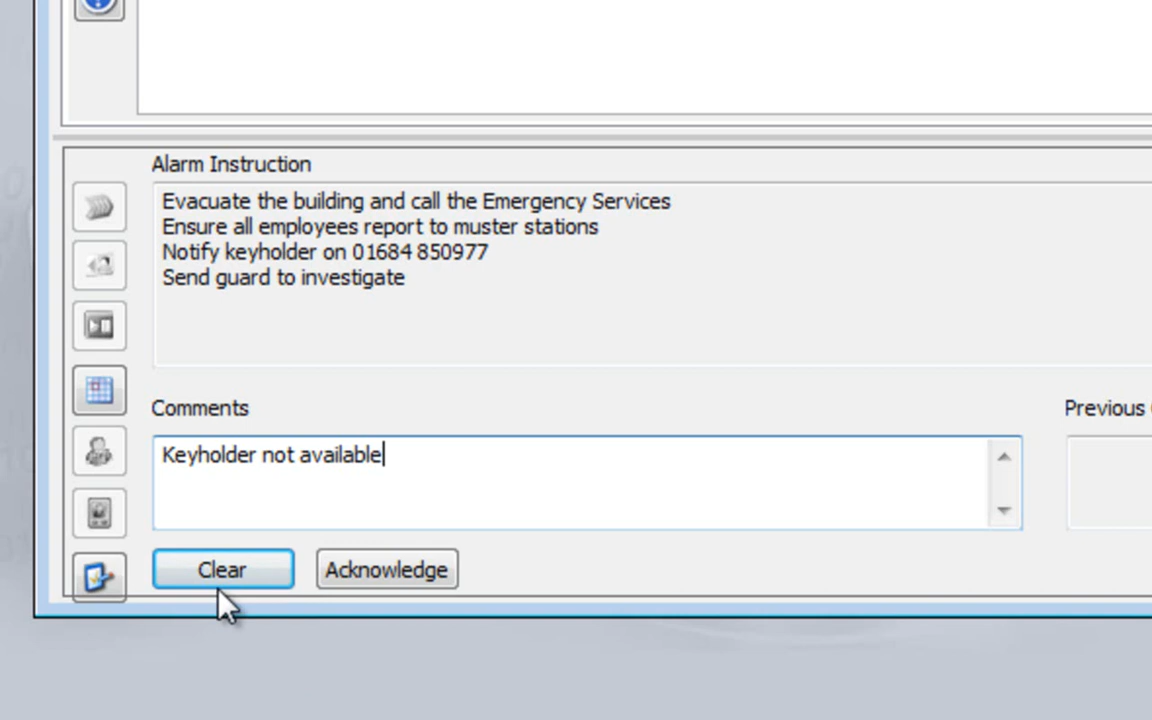 Alarm Instruction
Evacuate the building and call the Emergency Services
Ensure all employees report to muster stations
Notify keyholder on 01684 850977
Send guard to investigate
Comments
Previous
Keyholder not available
Clear
Acknowledge